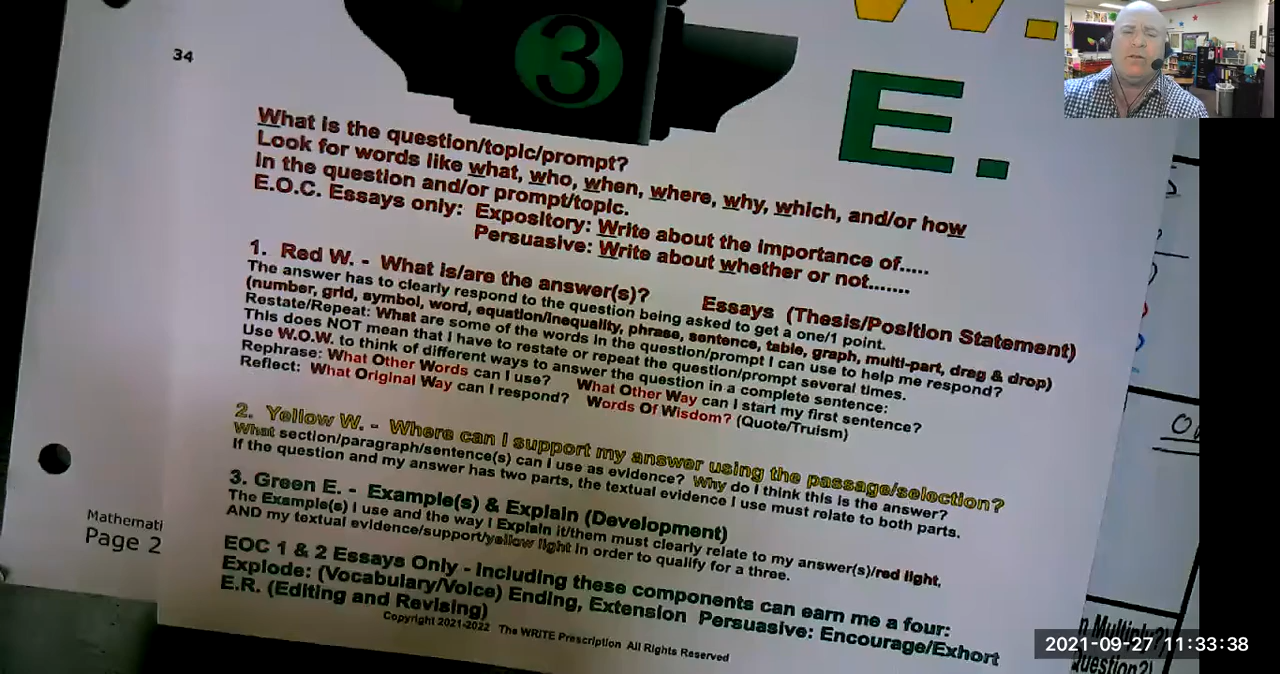 W.
3
E.
34
What is the question/topic/prompt?
Look for words like what, who, when, where, why, which, and/or how
in the question and/or prompt/topic.
E.O.C. Essays only: Expository: Write about the importance of.....
Persuasive: Write about whether or not.......
1. Red W. - What is/are the answer(s)? Essays (Thesis/Position Statement)
The answer has to clearly respond to the question being asked to get a one/1 point.
(number, grid, symbol, word, equation/inequality, phrase, sentence, table, graph, multi-part, drag & drop)
Restate/Repeat: What are some of the words in the question/prompt I can use to help me respond?
This does NOT mean that I have to restate or repeat the question/prompt several times.
Use W.O.W. to think of different ways to answer the question in a complete sentence:
Rephrase: What Other Words can I use? What Other Way can I start my first sentence?
Reflect: What Original Way can I respond? Words Of Wisdom? (Quote/Truism)
2. Yellow W. - Where can I support my answer using the passage/selection?
What section/paragraph/sentence(s) can I use as evidence? Why do I think this is the answer?
If the question and my answer has two parts, the textual evidence I use must relate to both parts.
3. Green E. - Example(s) & Explain (Development)
The Example(s) I use and the way I Explain it/them must clearly relate to my answer(s)/red light.
AND my textual evidence/support/yellow light in order to qualify for a three.
EOC 1 & 2 Essays Only - Including these components can earn me a four:
Explode: (Vocabulary/Voice) Ending, Extension Persuasive: Encourage/Exhort
E.R. (Editing and Revising)
Copyright 2021-2022 The WRITE Prescription All Rights Reserved
Mathemati
Page 2
n Multiply?)
Question?)
2021-09-27 11:33:38